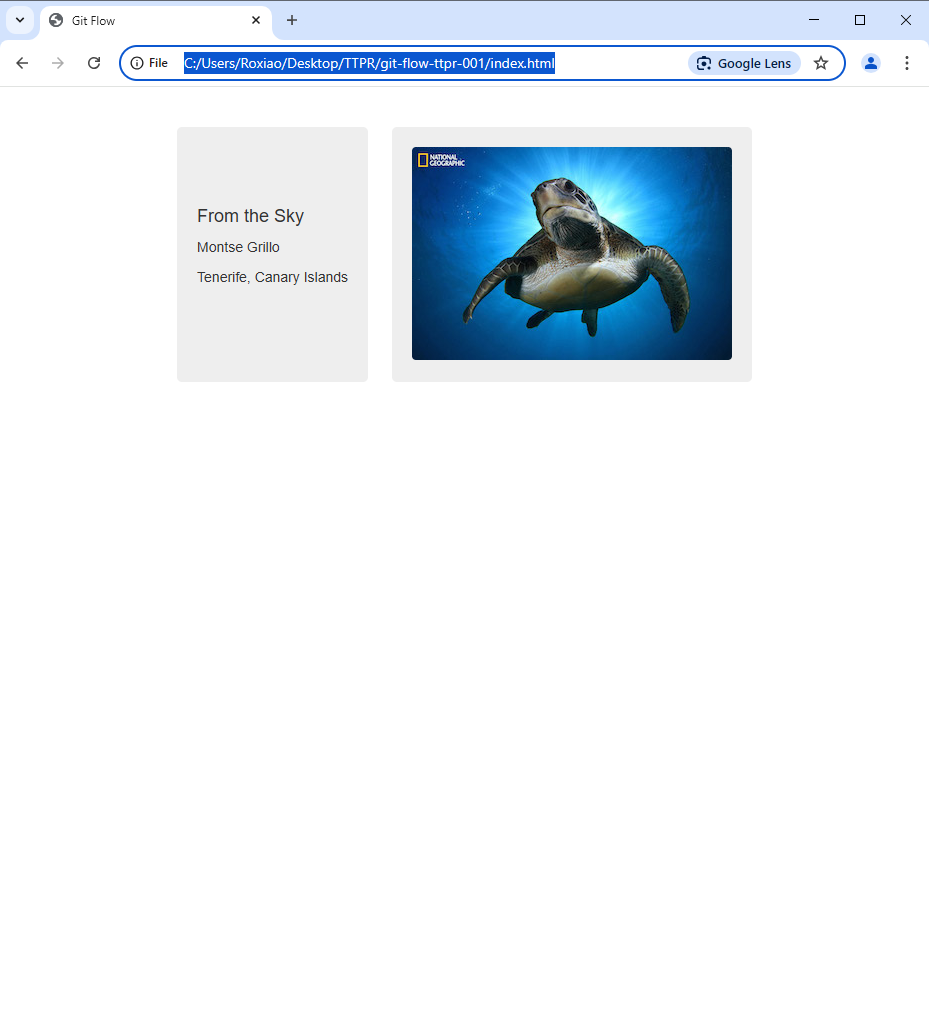 Git Flow
File C:/Users/Roxiao/Desktop/TTPR/git-flow-ttpr-001/index.html Google Lens
From the Sky
Montse Grillo
Tenerife, Canary Islands
NATIONAL
GEOGRAPHIC